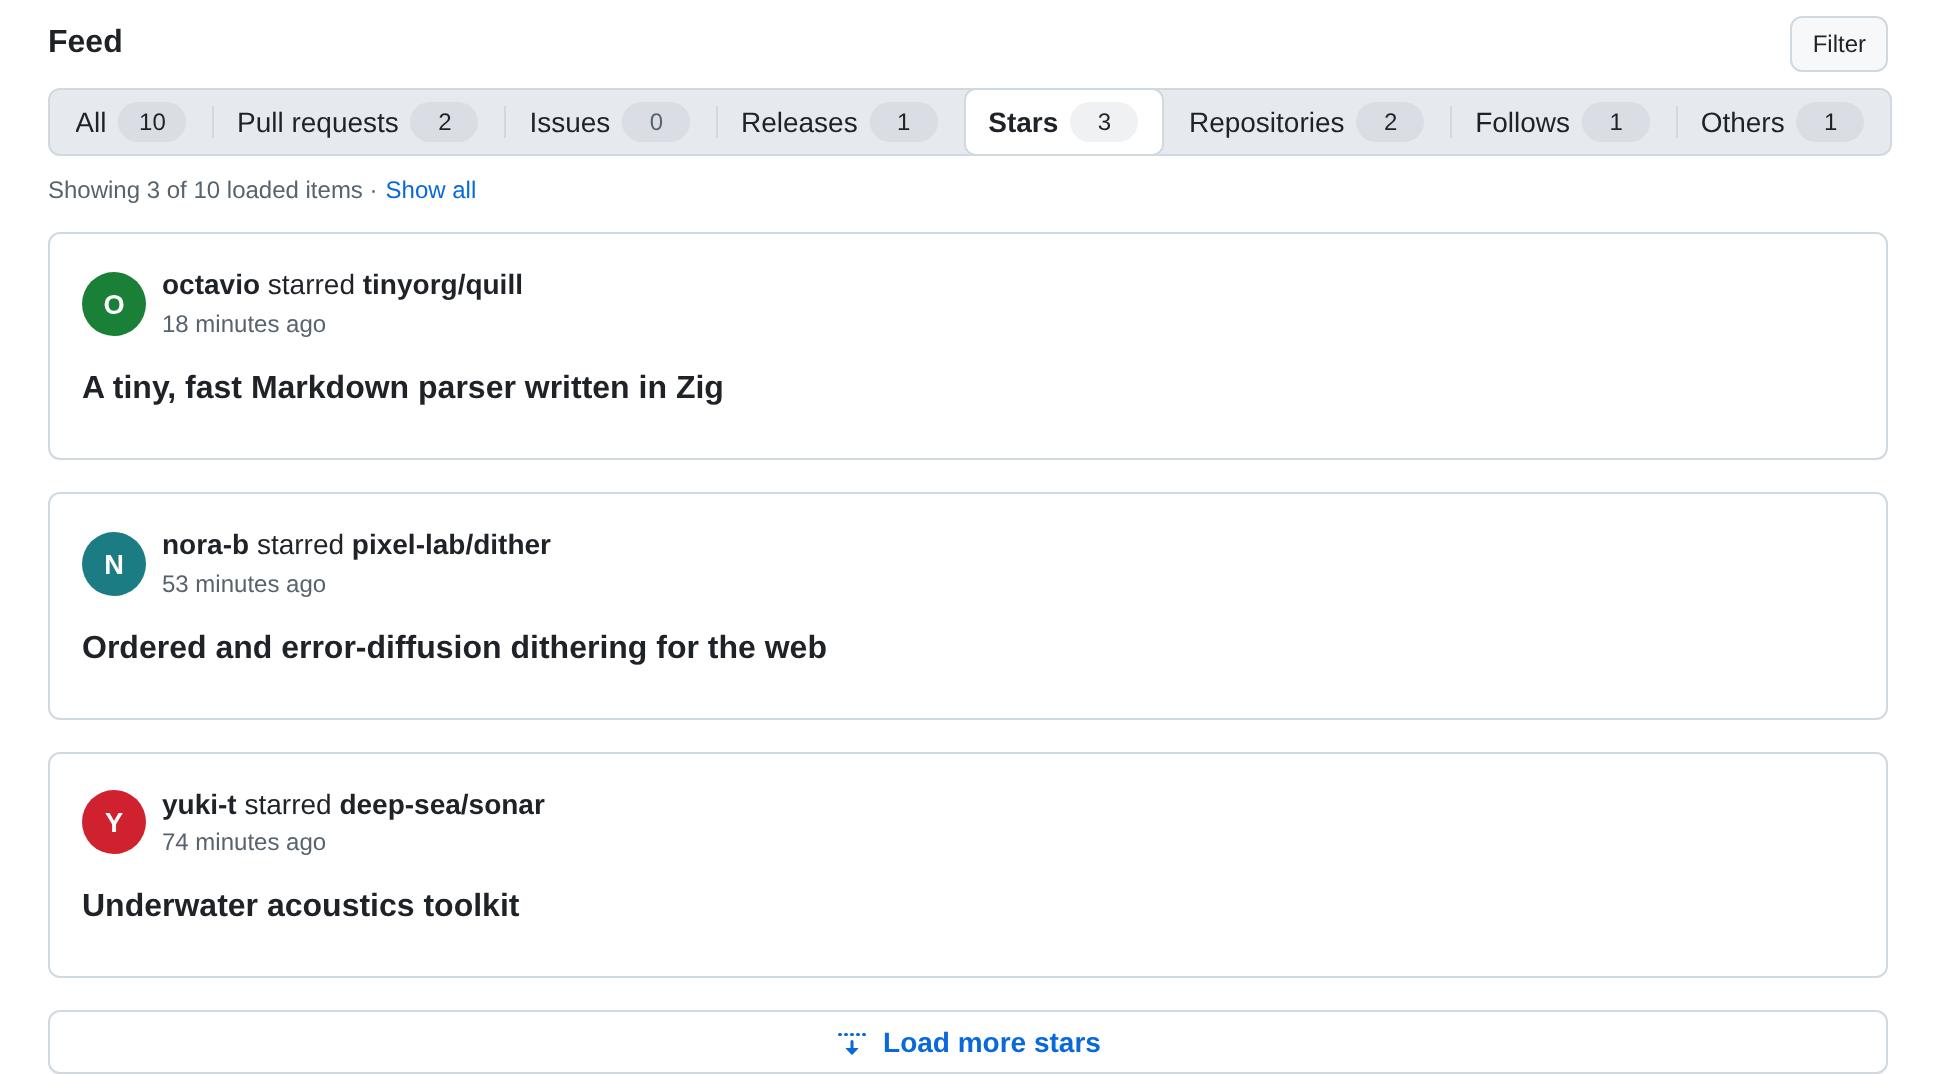 Feed
Filter
All 10 Pull requests 2 Issues 0 Releases 1 Stars 3 Repositories 2 Follows 1 Others 1
Showing 3 of 10 loaded items · Show all
O
octavio starred tinyorg/quill
18 minutes ago
A tiny, fast Markdown parser written in Zig
N
nora-b starred pixel-lab/dither
53 minutes ago
Ordered and error-diffusion dithering for the web
Y
yuki-t starred deep-sea/sonar
74 minutes ago
Underwater acoustics toolkit
Load more stars